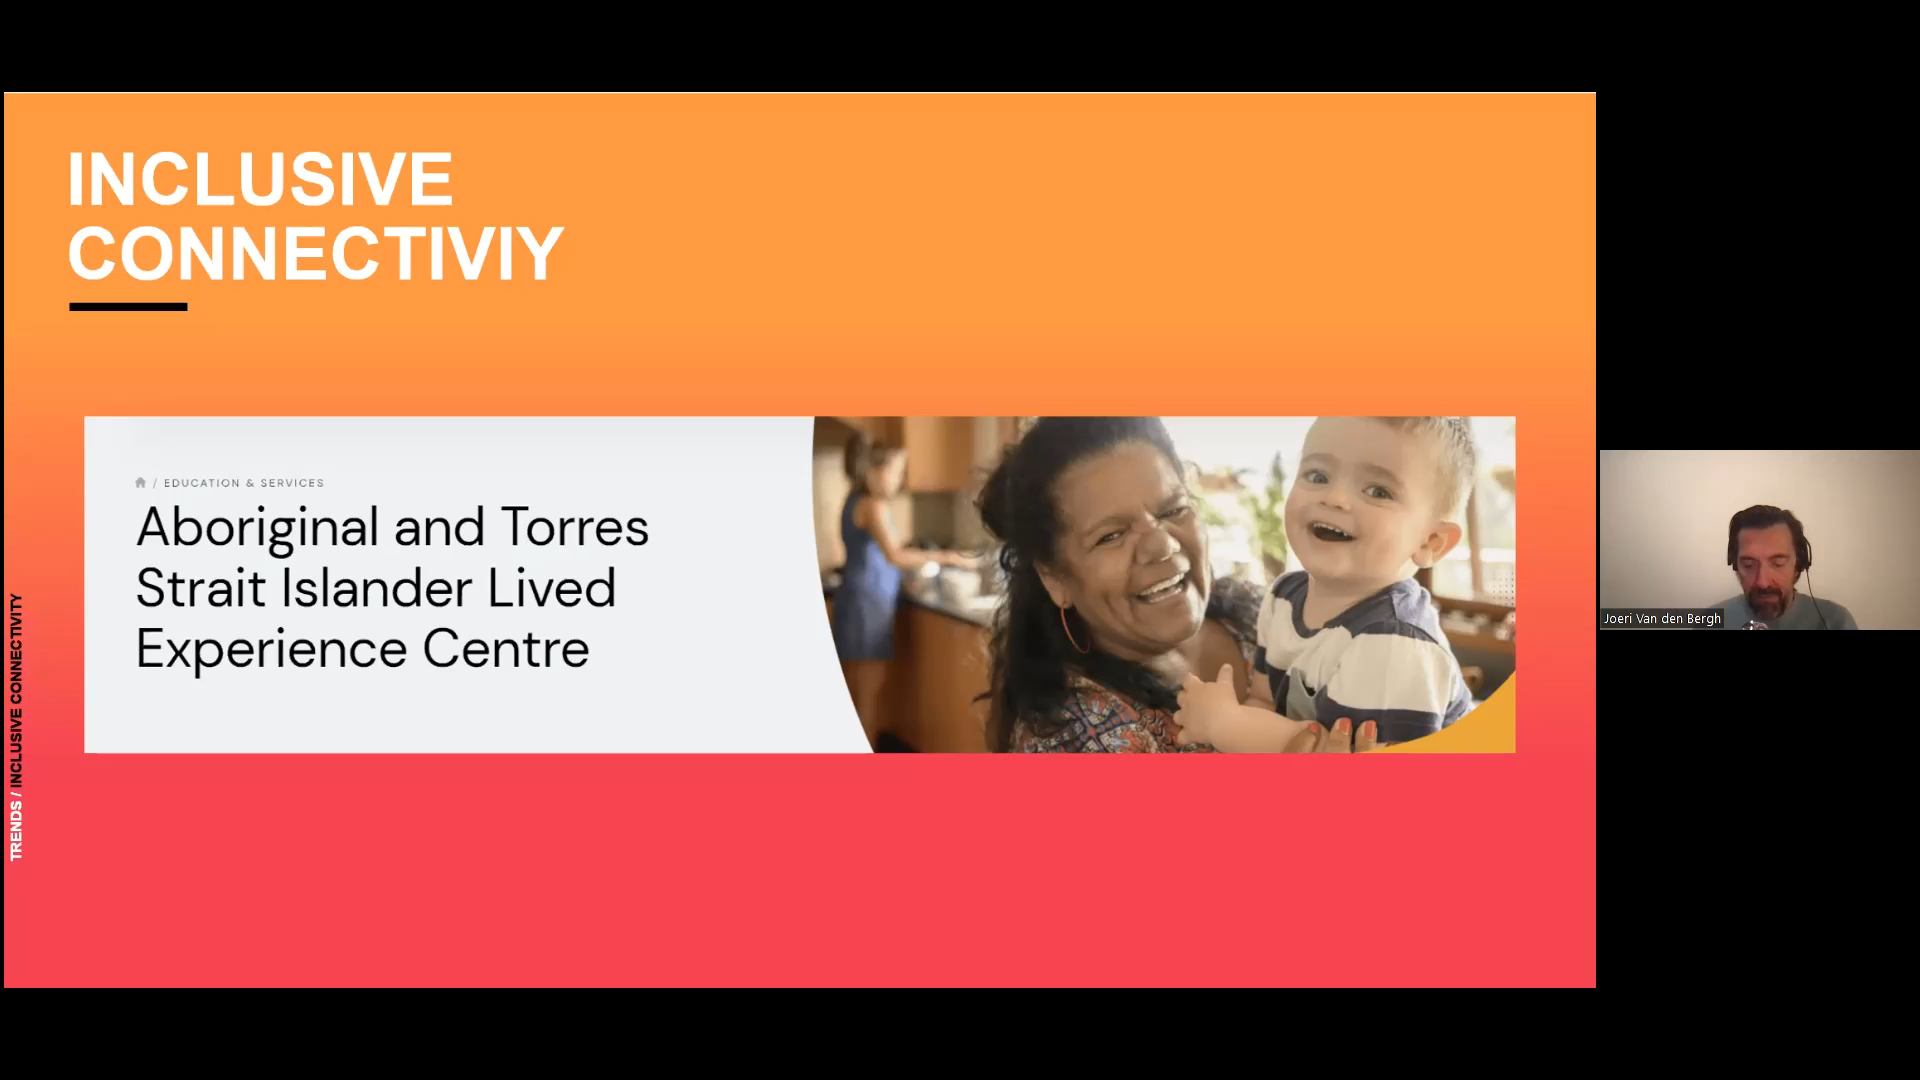 INCLUSIVE
CONNECTIVIY
/ EDUCATION & SERVICES
Aboriginal and Torres
Strait Islander Lived
Experience Centre
TRENDS / INCLUSIVE CONNECTIVITY
Joeri Van den Bergh